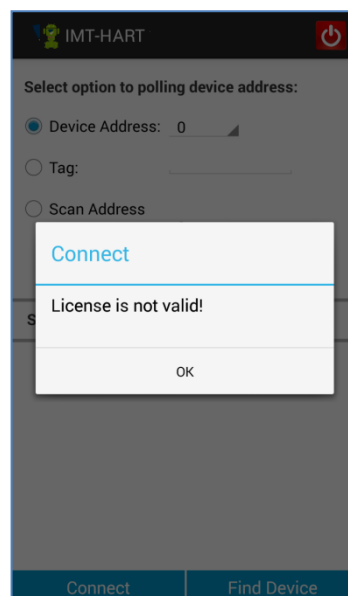 IMT-HART
Select option to polling device address:
Device Address: 0
Tag:
Scan Address
Connect
License is not valid!
S
OK
Connect Find Device